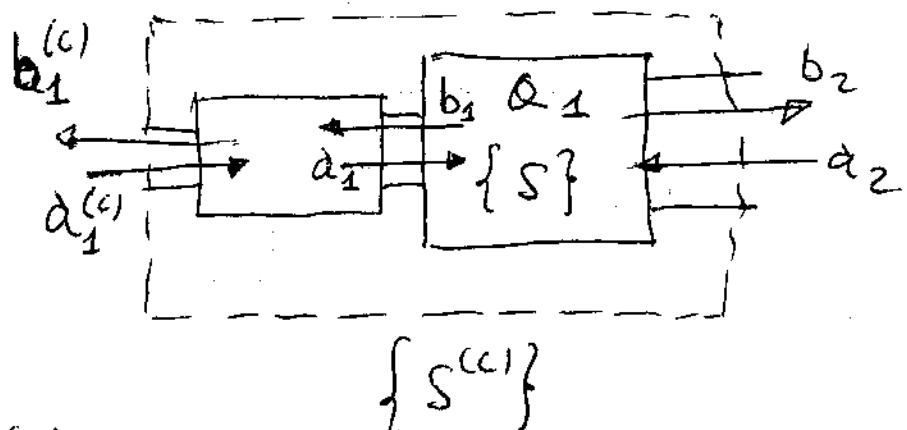 b₁⁽ᶜ⁾
b₁ Q₁ b₂
a₁ {S} a₂
a₁⁽ᶜ⁾
{S⁽ᶜ⁾}